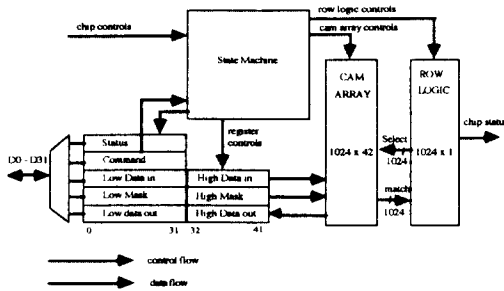 row logic controls
chip controls
cam array controls
State Machine
CAM ARRAY
ROW LOGIC
chip status
register controls
Select
1024
1024 x 42
1024 x 1
match
1024
D0 - D31
Status
Command
Low Data in
High Data in
Low Mask
High Mask
Low data out
High Data out
0
31
32
41
control flow
data flow